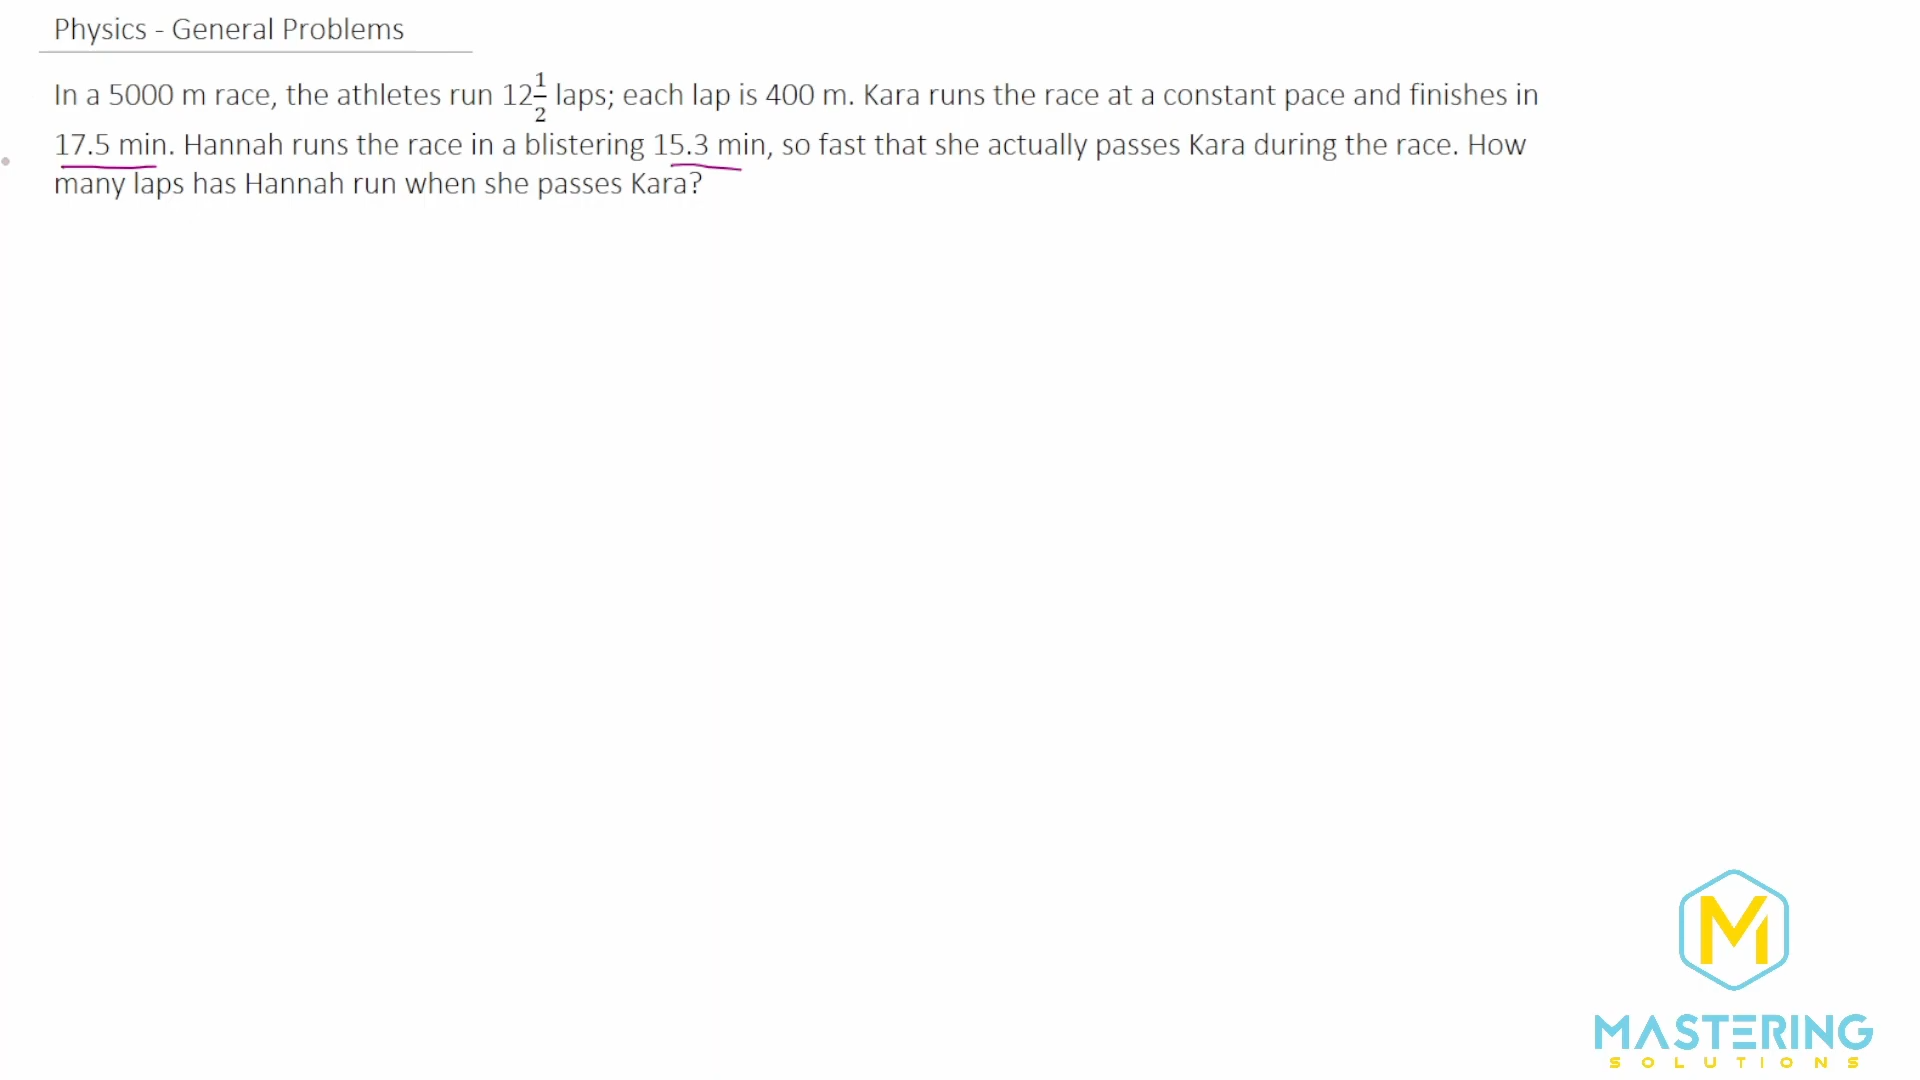 Physics - General Problems
In a 5000 m race, the athletes run 12 1/2 laps; each lap is 400 m. Kara runs the race at a constant pace and finishes in
17.5 min. Hannah runs the race in a blistering 15.3 min, so fast that she actually passes Kara during the race. How
many laps has Hannah run when she passes Kara?
MASTERING
SOLUTIONS